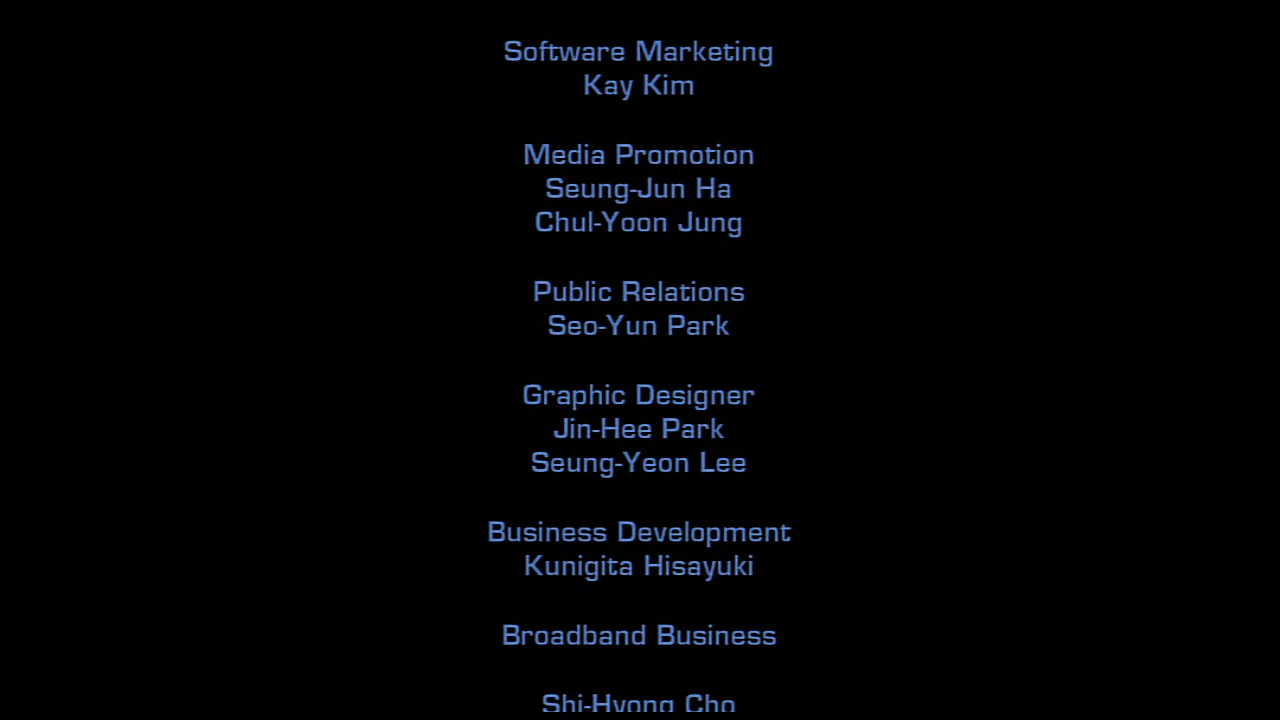 Software Marketing
Kay Kim
Media Promotion
Seung-Jun Ha
Chul-Yoon Jung
Public Relations
Seo-Yun Park
Graphic Designer
Jin-Hee Park
Seung-Yeon Lee
Business Development
Kunigita Hisayuki
Broadband Business
Shi-Hyong Cho